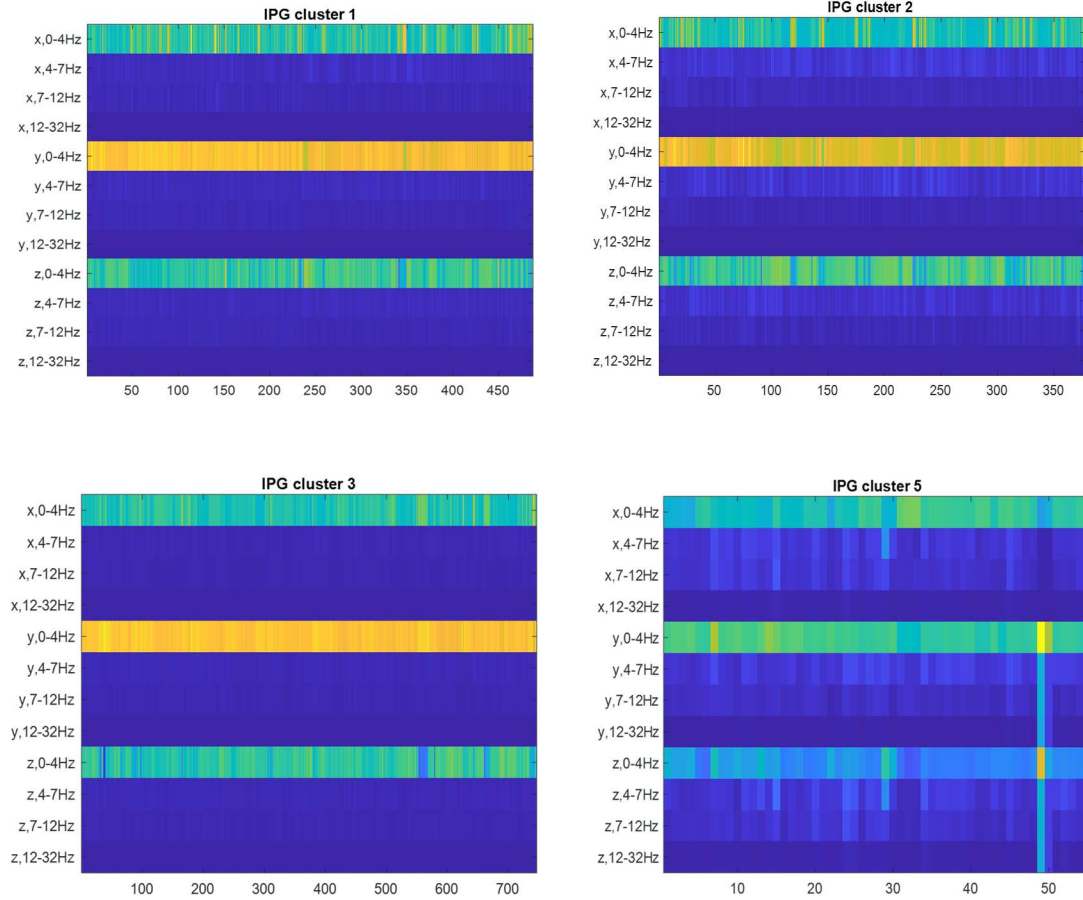 IPG cluster 1
x,0-4Hz
x,4-7Hz
x,7-12Hz
x,12-32Hz
y,0-4Hz
y,4-7Hz
y,7-12Hz
y,12-32Hz
z,0-4Hz
z,4-7Hz
z,7-12Hz
z,12-32Hz
50 100 150 200 250 300 350 400 450
IPG cluster 2
x,0-4Hz
x,4-7Hz
x,7-12Hz
x,12-32Hz
y,0-4Hz
y,4-7Hz
y,7-12Hz
y,12-32Hz
z,0-4Hz
z,4-7Hz
z,7-12Hz
z,12-32Hz
50 100 150 200 250 300 350
IPG cluster 3
x,0-4Hz
x,4-7Hz
x,7-12Hz
x,12-32Hz
y,0-4Hz
y,4-7Hz
y,7-12Hz
y,12-32Hz
z,0-4Hz
z,4-7Hz
z,7-12Hz
z,12-32Hz
100 200 300 400 500 600 700
IPG cluster 5
x,0-4Hz
x,4-7Hz
x,7-12Hz
x,12-32Hz
y,0-4Hz
y,4-7Hz
y,7-12Hz
y,12-32Hz
z,0-4Hz
z,4-7Hz
z,7-12Hz
z,12-32Hz
10 20 30 40 50